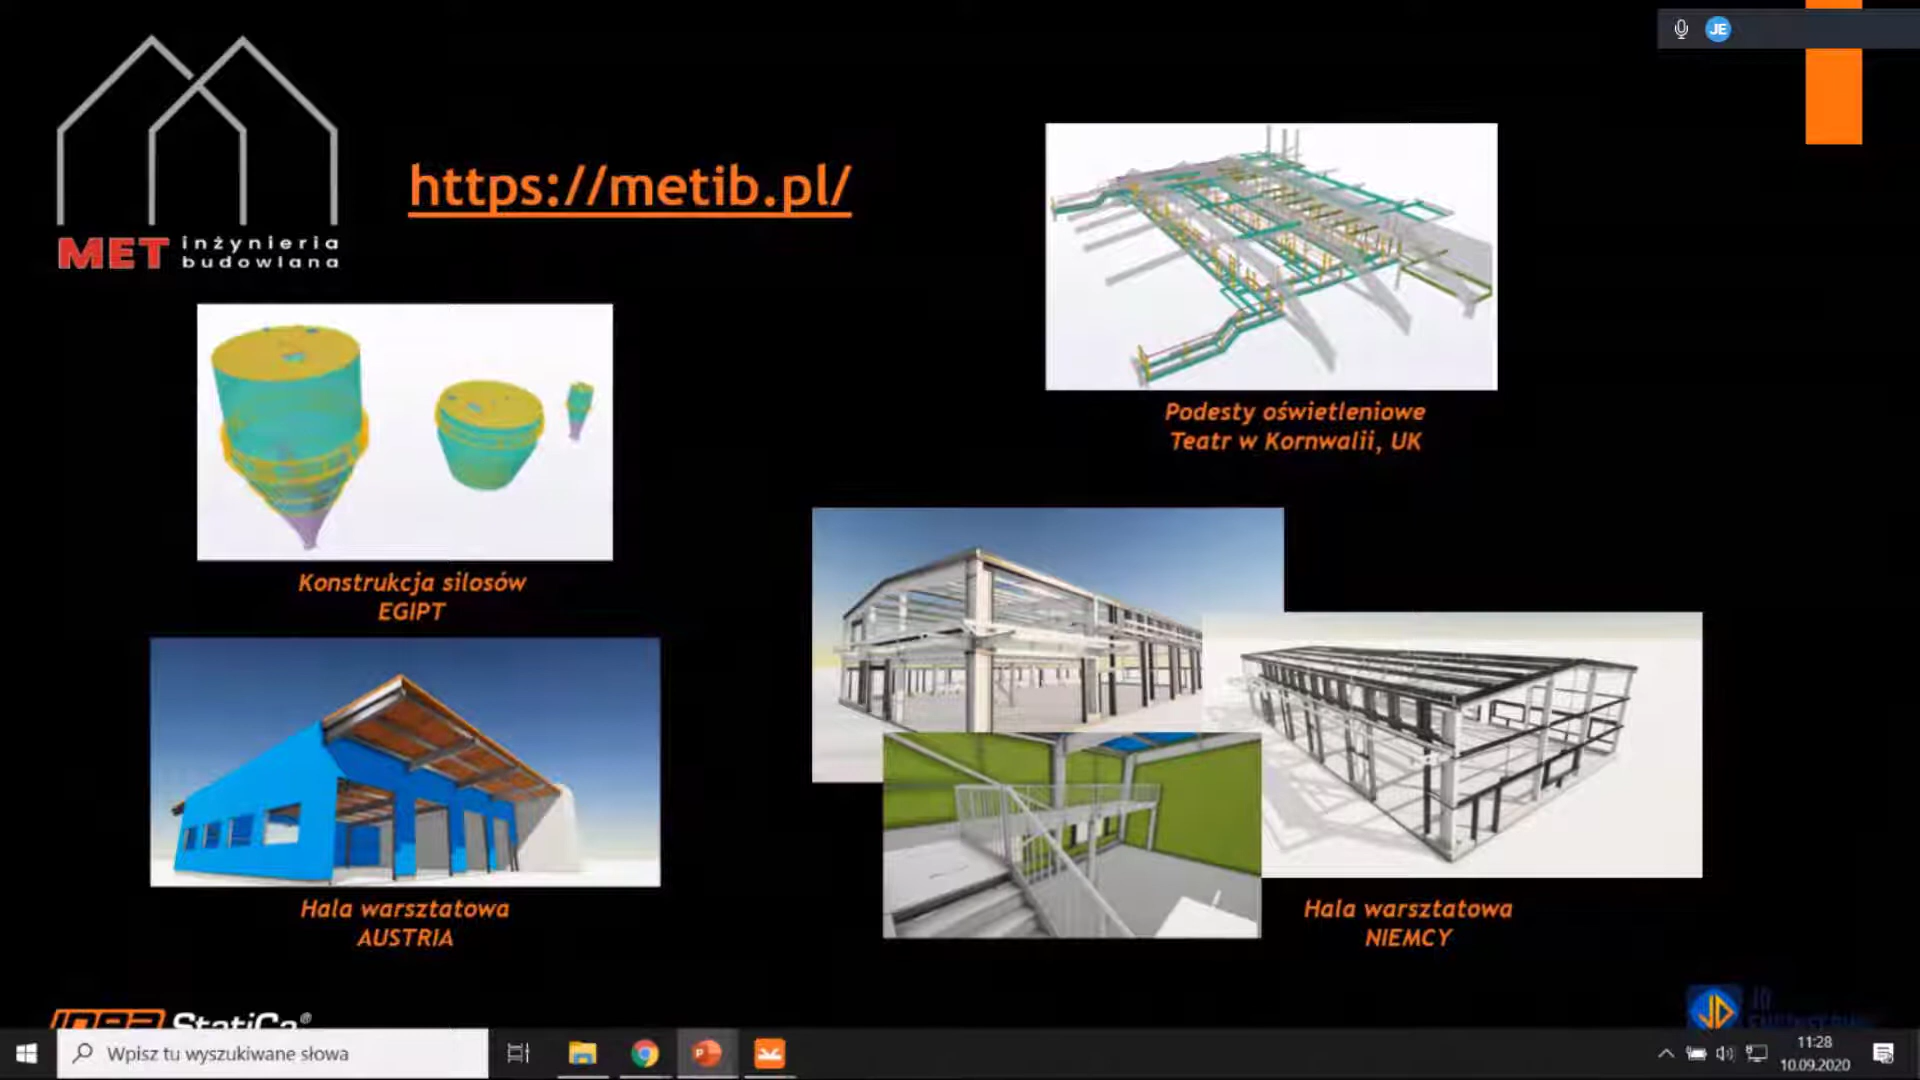 JE
https://metib.pl/
MET inżynieria
budowlana
Podesty oświetleniowe
Teatr w Kornwalii, UK
Konstrukcja silosów
EGIPT
Hala warsztatowa
AUSTRIA
Hala warsztatowa
NIEMCY
IDEA StatiCa®
JD
Wpisz tu wyszukiwane słowa
11:28
10.09.2020